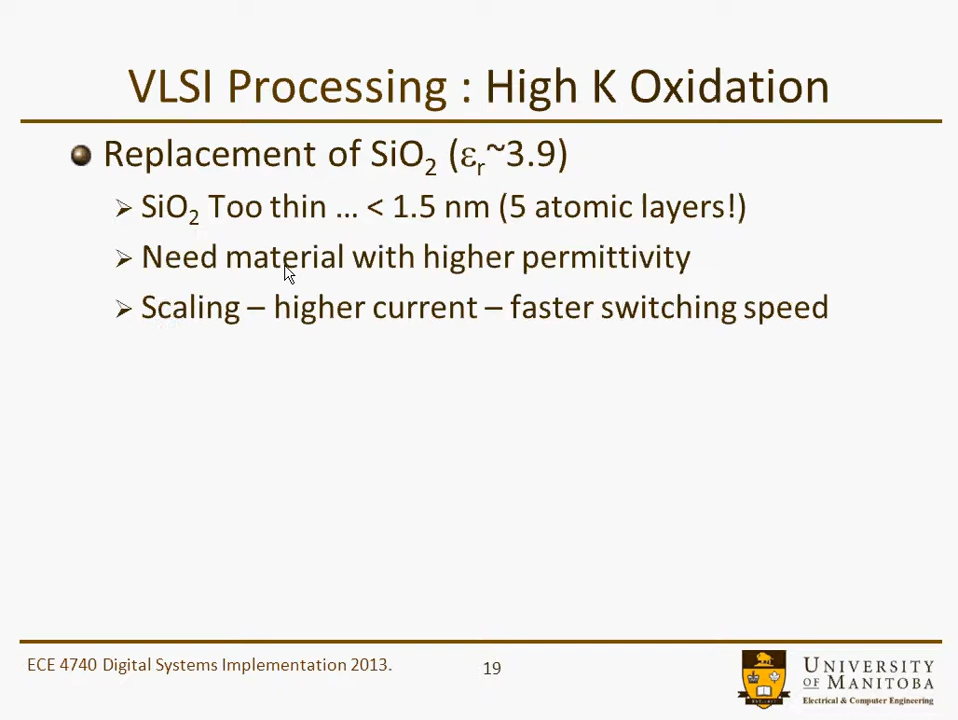 VLSI Processing : High K Oxidation
Replacement of SiO₂ (εᵣ~3.9)
SiO₂ Too thin … < 1.5 nm (5 atomic layers!)
Need material with higher permittivity
Scaling – higher current – faster switching speed
ECE 4740 Digital Systems Implementation 2013.
19
UNIVERSITY
OF MANITOBA
Electrical & Computer Engineering